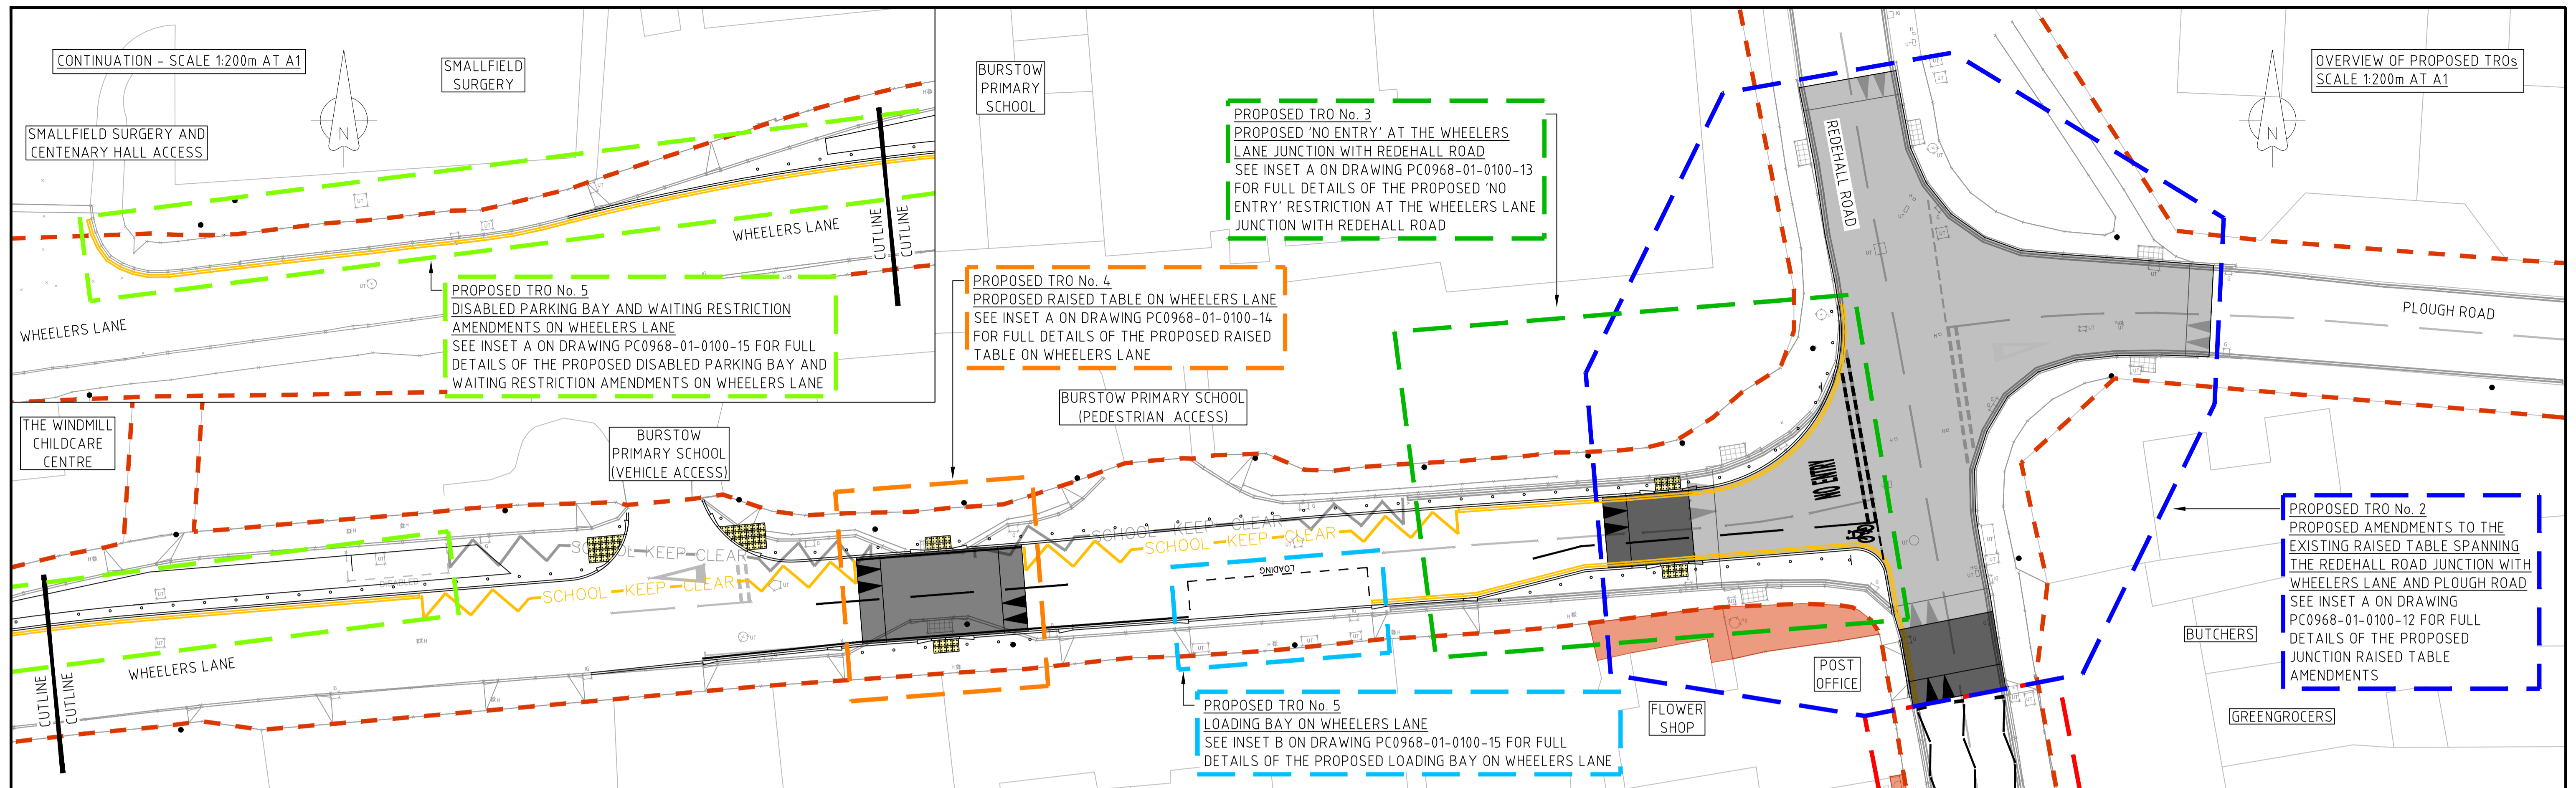 CONTINUATION - SCALE 1:200m AT A1
SMALLFIELD
SURGERY
SMALLFIELD SURGERY AND
CENTENARY HALL ACCESS
N
WHEELERS LANE
WHEELERS LANE
CUTLINE
CUTLINE
PROPOSED TRO No. 5
DISABLED PARKING BAY AND WAITING RESTRICTION
AMENDMENTS ON WHEELERS LANE
SEE INSET A ON DRAWING PC0968-01-0100-15 FOR FULL
DETAILS OF THE PROPOSED DISABLED PARKING BAY AND
WAITING RESTRICTION AMENDMENTS ON WHEELERS LANE
BURSTOW
PRIMARY
SCHOOL
PROPOSED TRO No. 3
PROPOSED 'NO ENTRY' AT THE WHEELERS
LANE JUNCTION WITH REDEHALL ROAD
SEE INSET A ON DRAWING PC0968-01-0100-13
FOR FULL DETAILS OF THE PROPOSED 'NO
ENTRY' RESTRICTION AT THE WHEELERS LANE
JUNCTION WITH REDEHALL ROAD
PROPOSED TRO No. 4
PROPOSED RAISED TABLE ON WHEELERS LANE
SEE INSET A ON DRAWING PC0968-01-0100-14
FOR FULL DETAILS OF THE PROPOSED RAISED
TABLE ON WHEELERS LANE
OVERVIEW OF PROPOSED TROs
SCALE 1:200m AT A1
N
REDEHALL ROAD
PLOUGH ROAD
THE WINDMILL
CHILDCARE
CENTRE
BURSTOW
PRIMARY SCHOOL
(VEHICLE ACCESS)
BURSTOW PRIMARY SCHOOL
(PEDESTRIAN ACCESS)
NO ENTRY
SCHOOL KEEP CLEAR
SCHOOL KEEP CLEAR
SCHOOL KEEP CLEAR
SCHOOL KEEP CLEAR
DISABLED
LOADING
WHEELERS LANE
CUTLINE
CUTLINE
PROPOSED TRO No. 5
LOADING BAY ON WHEELERS LANE
SEE INSET B ON DRAWING PC0968-01-0100-15 FOR FULL
DETAILS OF THE PROPOSED LOADING BAY ON WHEELERS LANE
FLOWER
SHOP
POST
OFFICE
BUTCHERS
GREENGROCERS
PROPOSED TRO No. 2
PROPOSED AMENDMENTS TO THE
EXISTING RAISED TABLE SPANNING
THE REDEHALL ROAD JUNCTION WITH
WHEELERS LANE AND PLOUGH ROAD
SEE INSET A ON DRAWING
PC0968-01-0100-12 FOR FULL
DETAILS OF THE PROPOSED
JUNCTION RAISED TABLE
AMENDMENTS